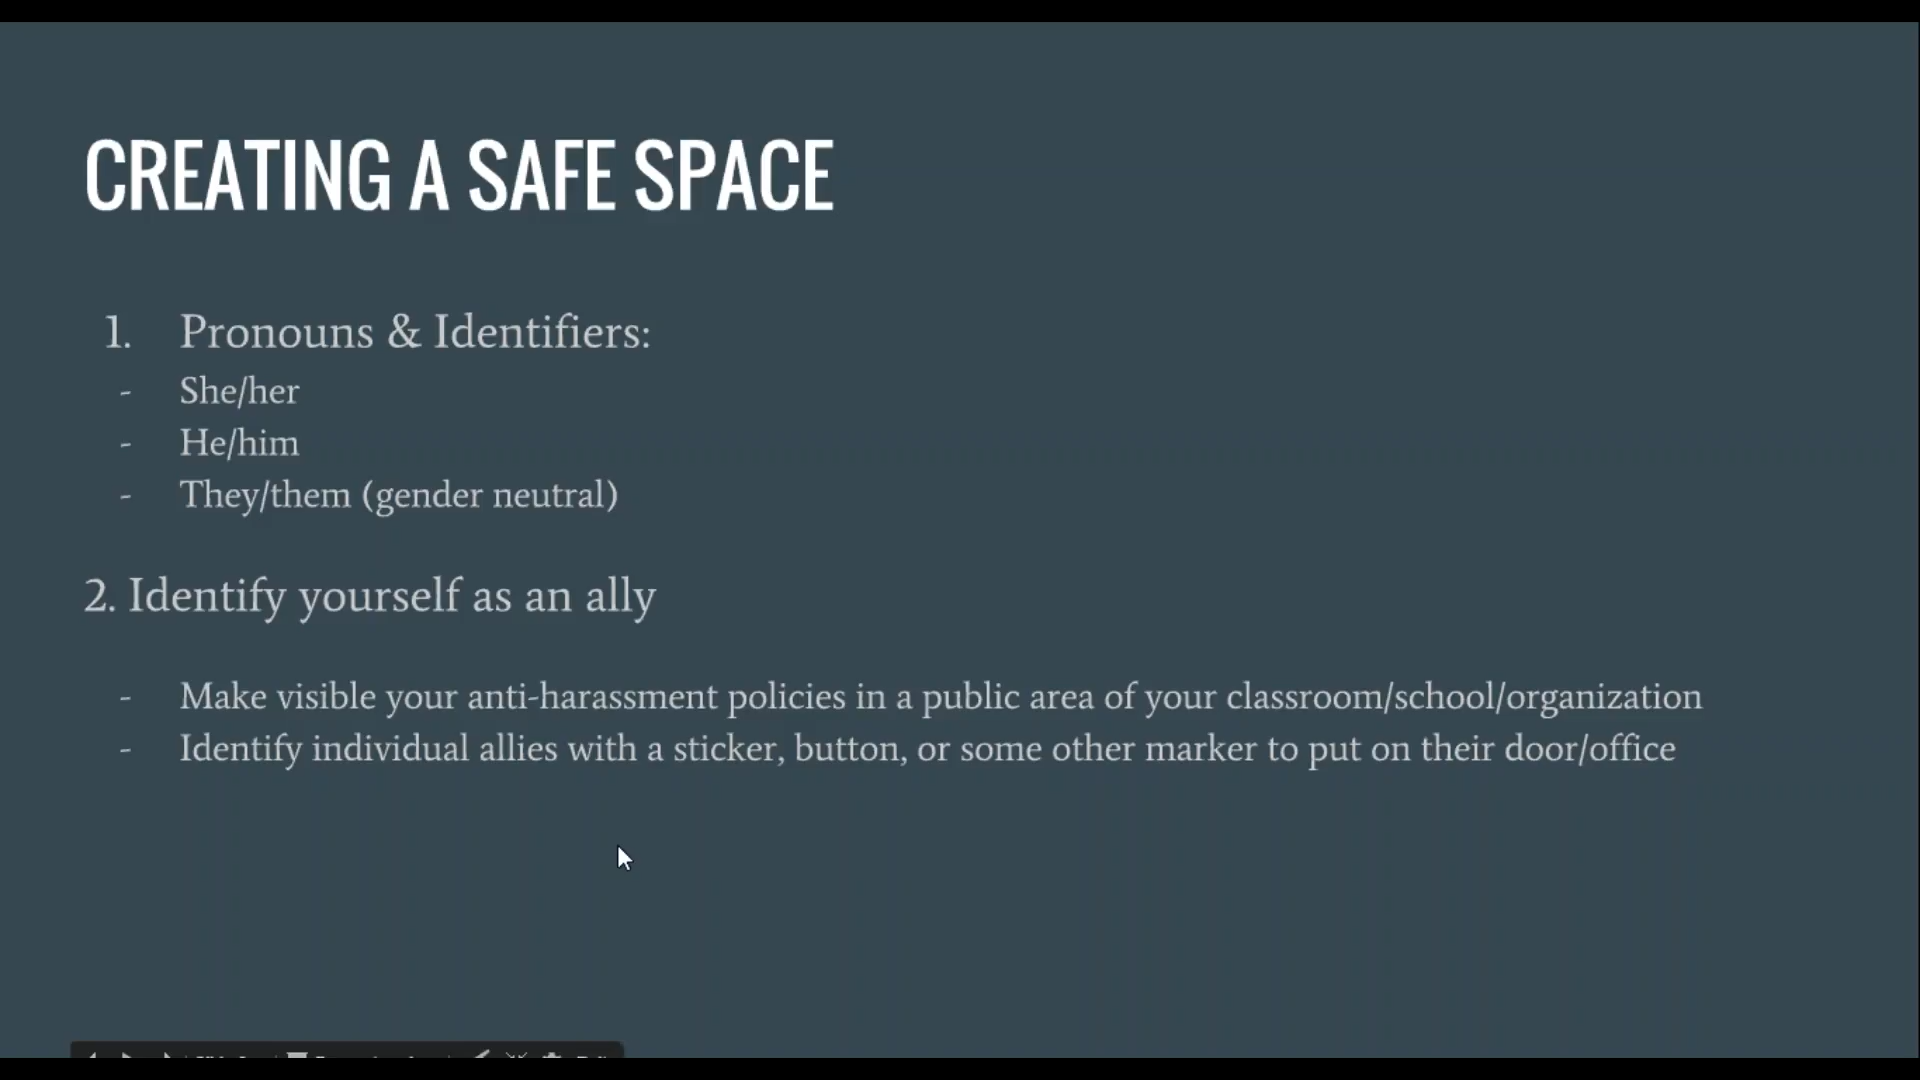 CREATING A SAFE SPACE
1. Pronouns & Identifiers:
- She/her
- He/him
- They/them (gender neutral)
2. Identify yourself as an ally
- Make visible your anti-harassment policies in a public area of your classroom/school/organization
- Identify individual allies with a sticker, button, or some other marker to put on their door/office